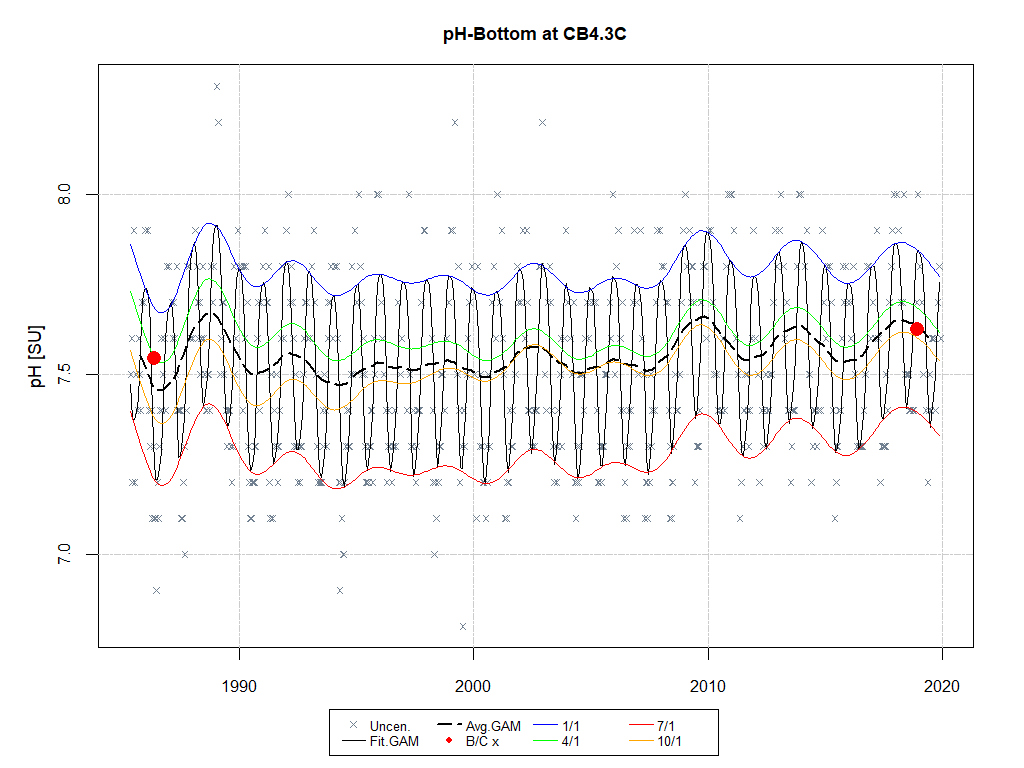 pH-Bottom at CB4.3C
pH [SU]
8.0
7.5
7.0
1990 2000 2010 2020
Uncen. Avg.GAM 1/1 7/1
Fit.GAM B/C x 4/1 10/1